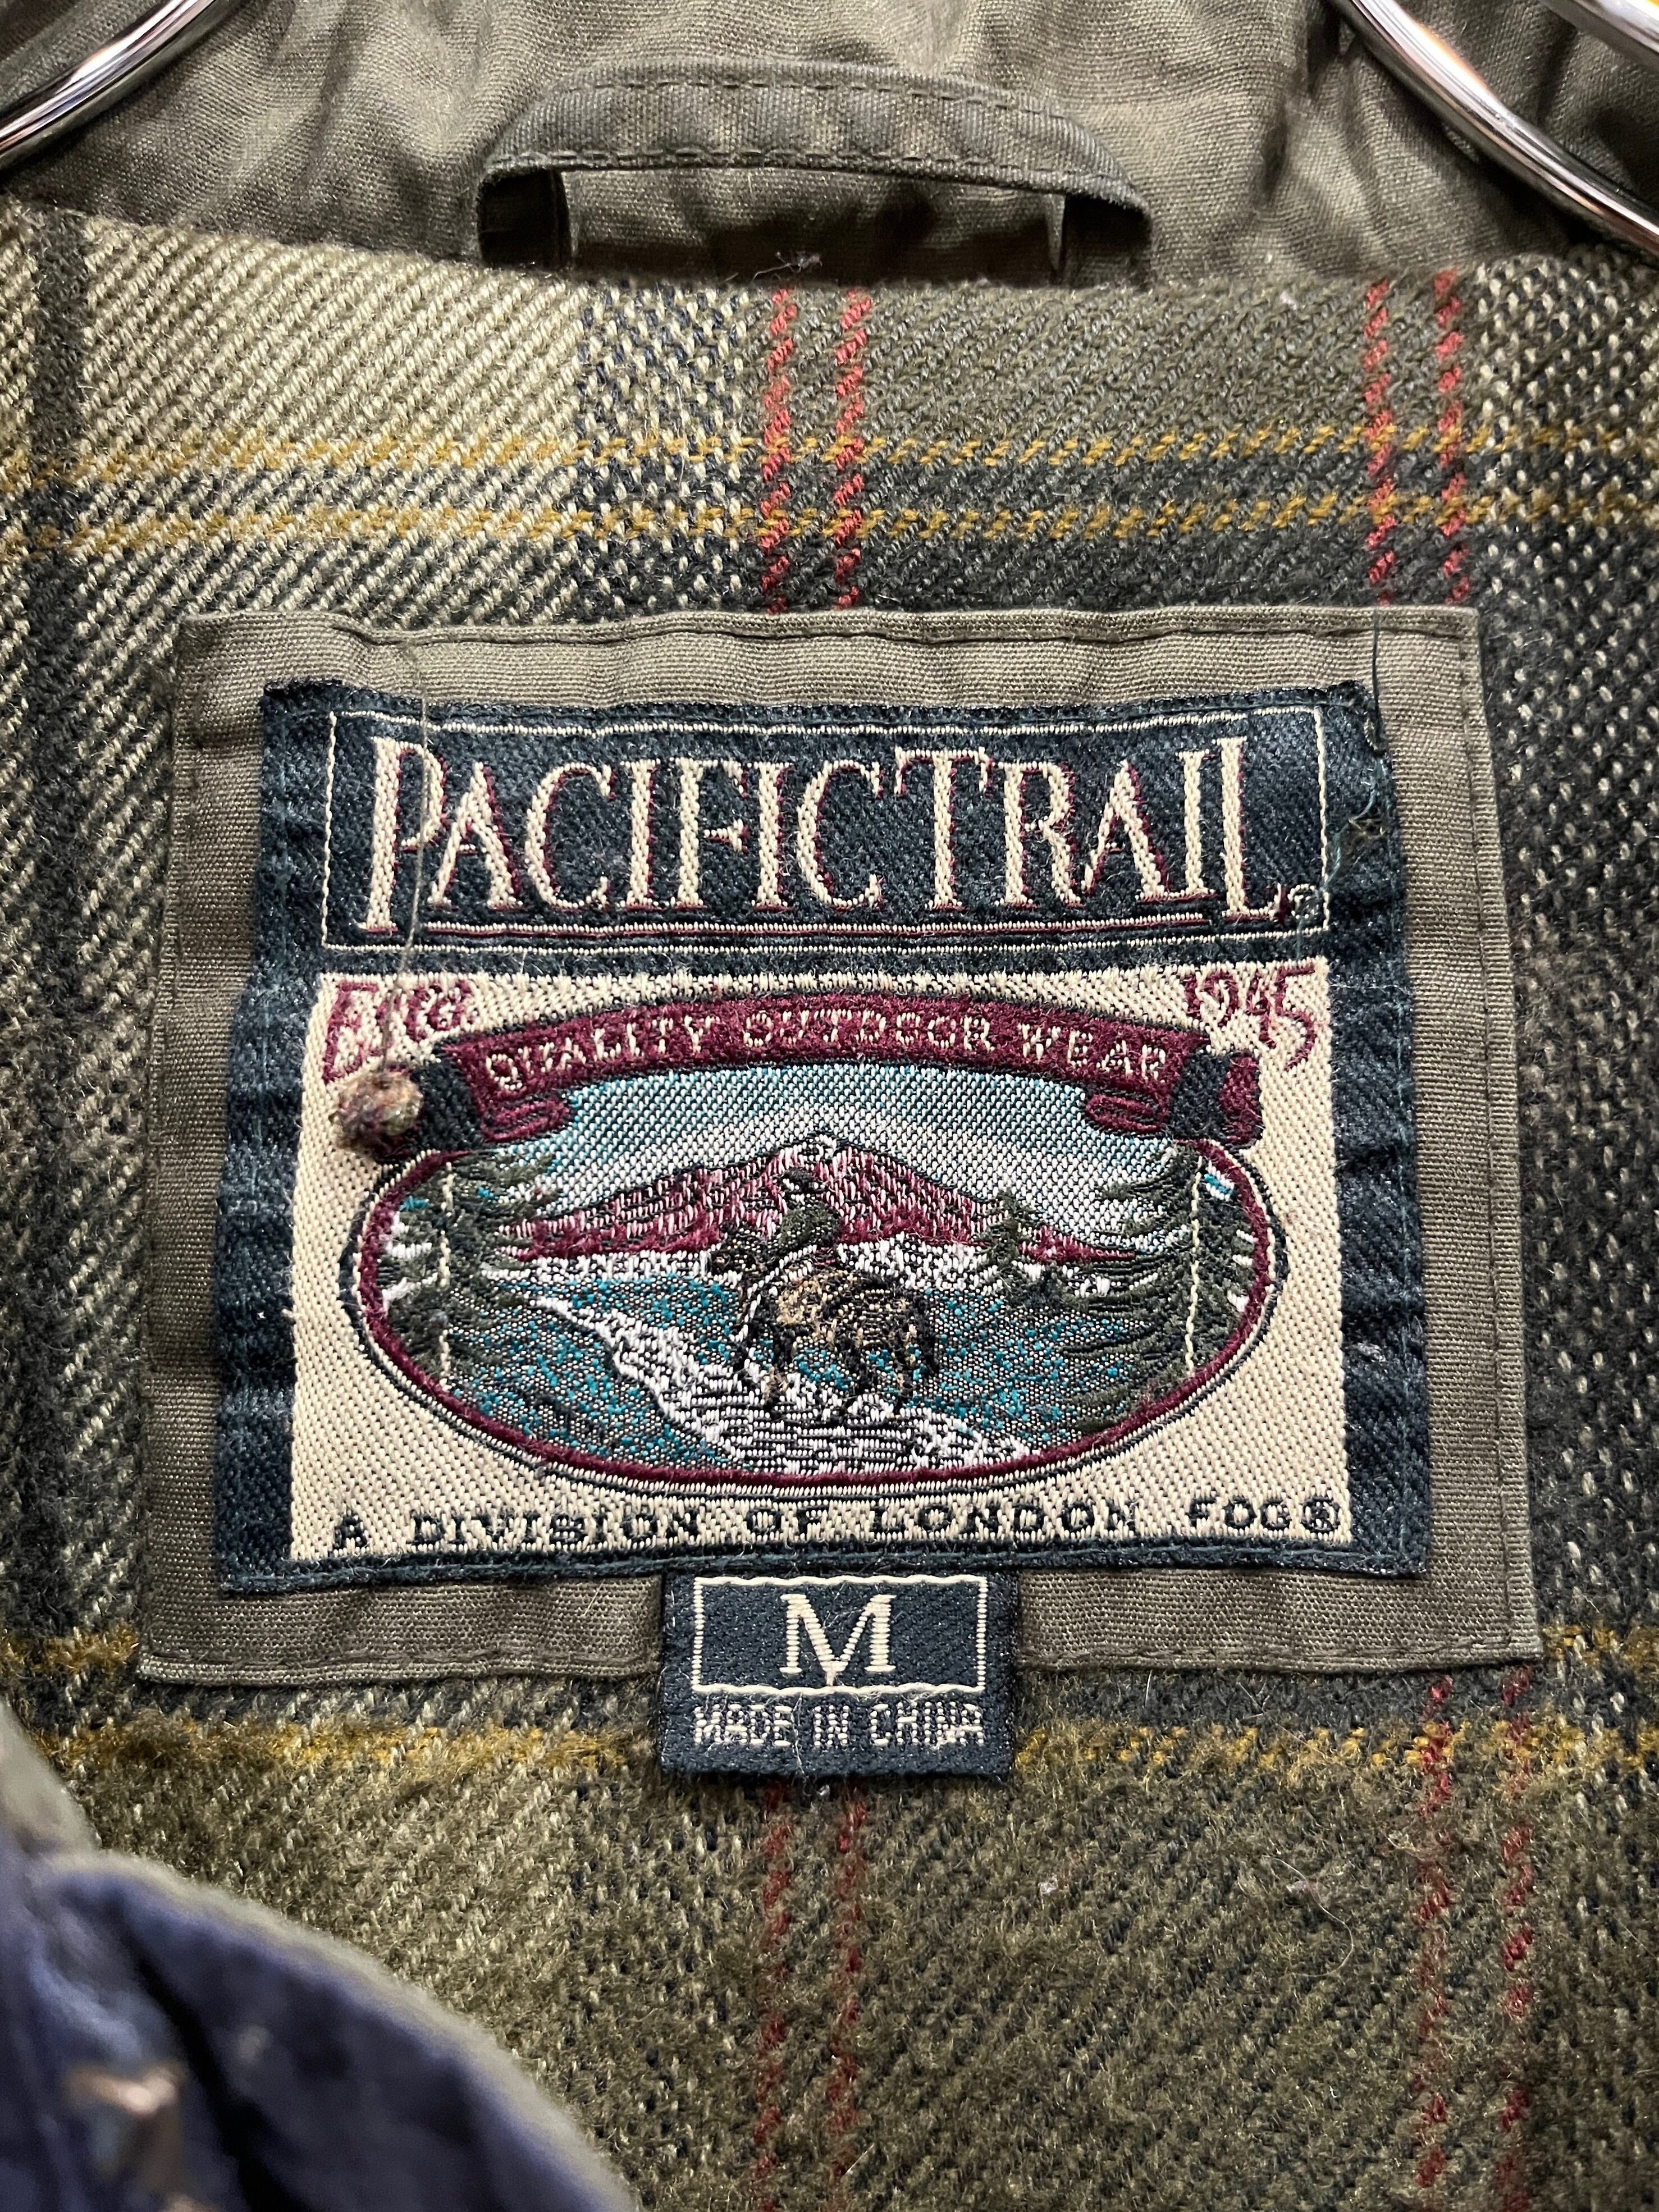 PACIFIC TRAIL®
Est'd 1945
QUALITY OUTDOOR WEAR
A DIVISION OF LONDON FOG®
M
MADE IN CHINA